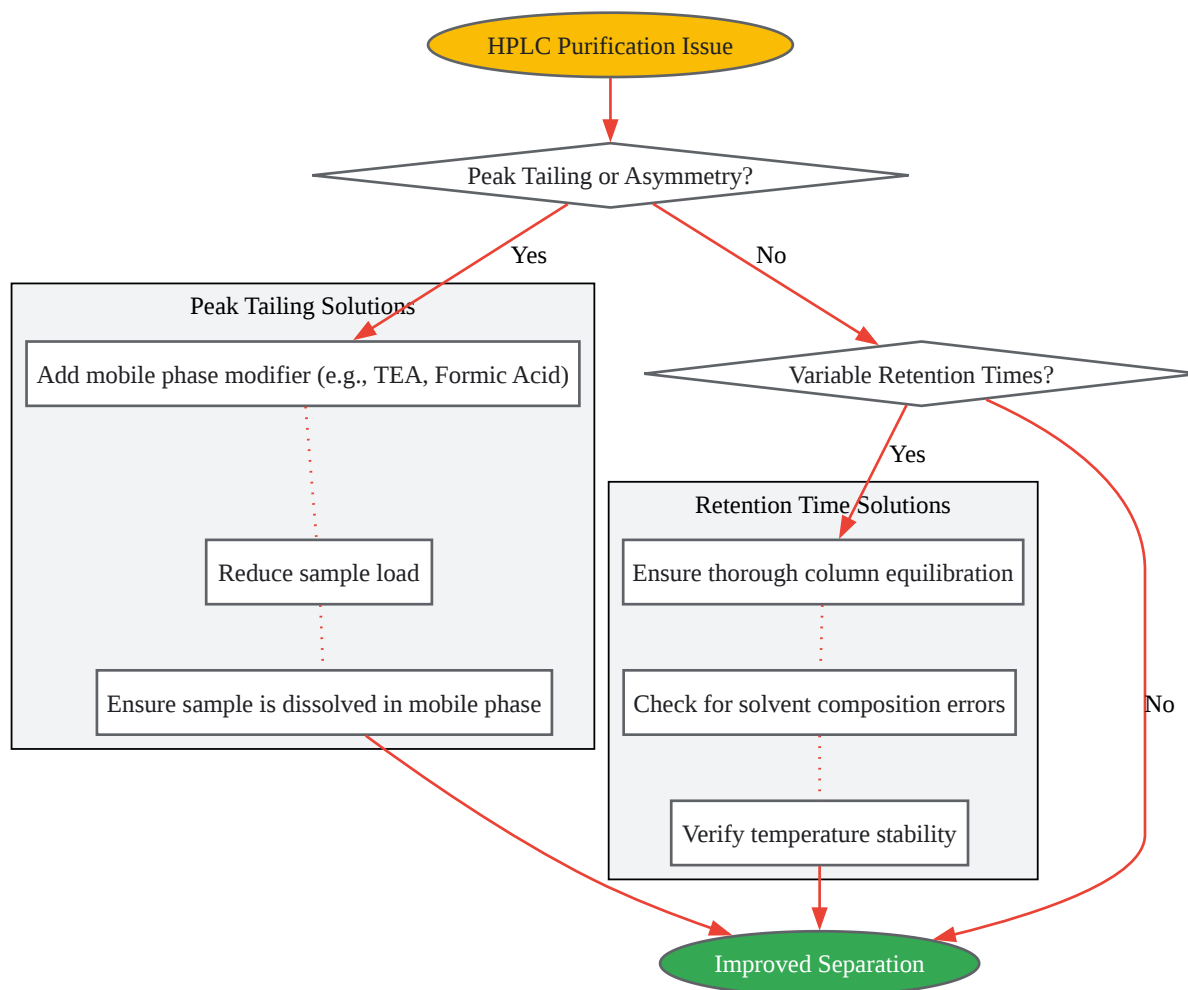 HPLC Purification Issue
Peak Tailing or Asymmetry?
Yes
No
Peak Tailing Solutions
Add mobile phase modifier (e.g., TEA, Formic Acid)
Reduce sample load
Ensure sample is dissolved in mobile phase
Variable Retention Times?
Yes
No
Retention Time Solutions
Ensure thorough column equilibration
Check for solvent composition errors
Verify temperature stability
Improved Separation